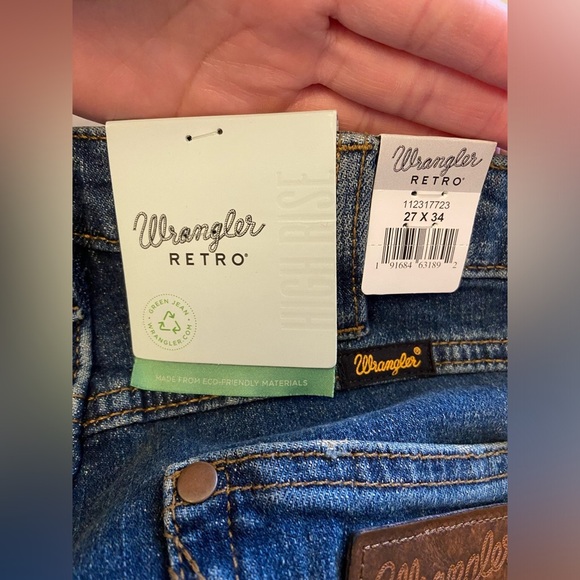 Wrangler
RETRO®
HIGH RISE
• GREEN JEAN •
WRANGLER.COM
MADE FROM ECO-FRIENDLY MATERIALS
Wrangler
RETRO®
112317723
27 X 34
1 91684 63189 2
Wrangler®
Wrangler